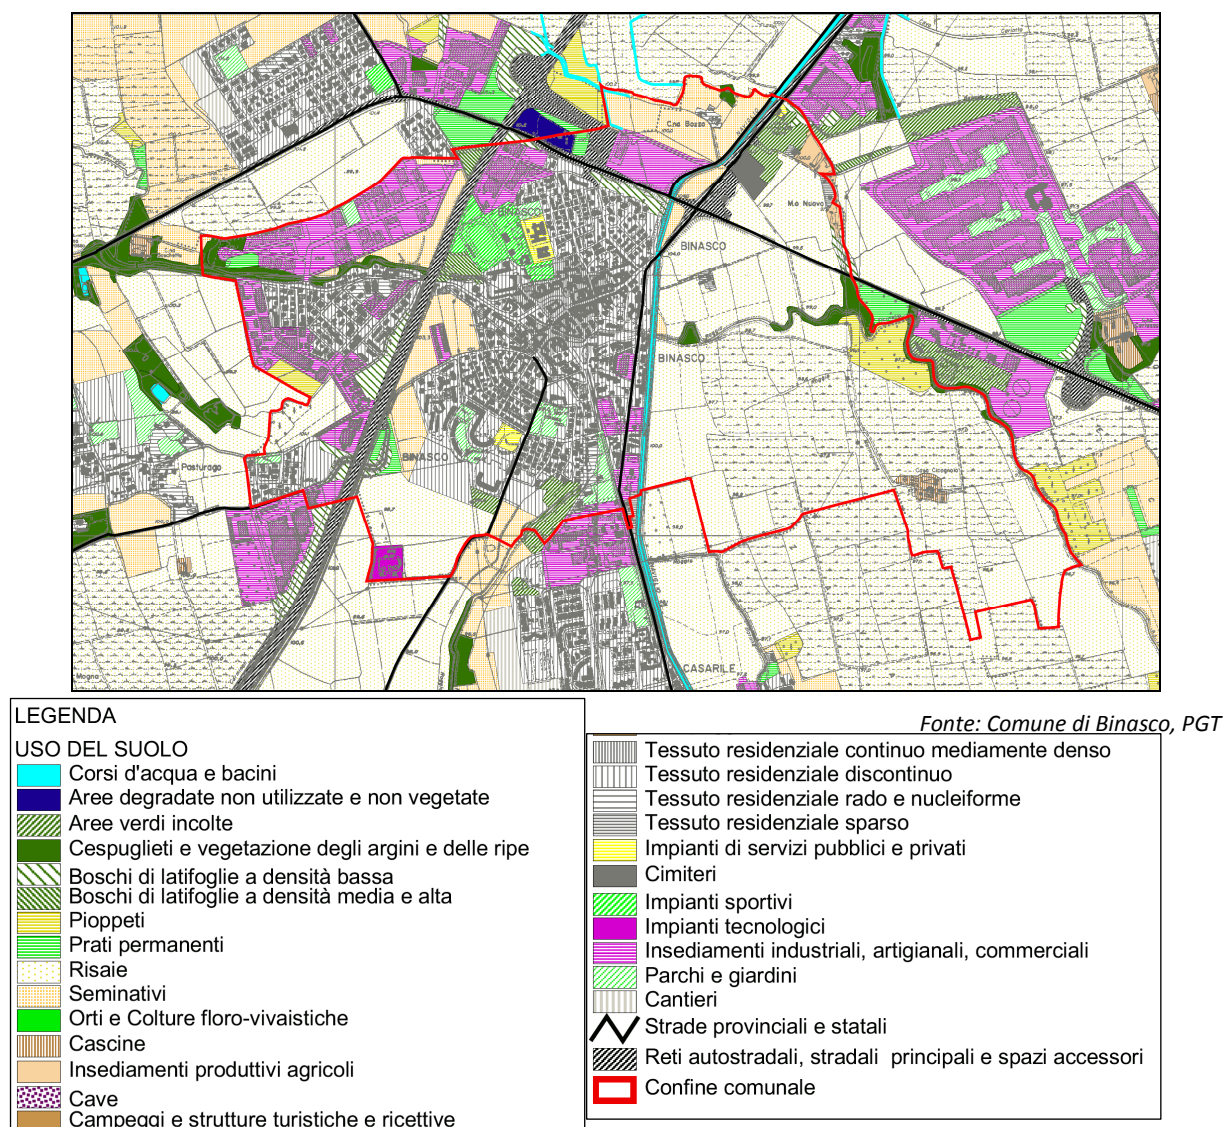 C.na Bozzo
BINASCO
M.o Nuovo
BINASCO
BINASCO
BINASCO
Pasturago
CASARILE
LEGENDA
USO DEL SUOLO
Corsi d'acqua e bacini
Aree degradate non utilizzate e non vegetate
Aree verdi incolte
Cespuglieti e vegetazione degli argini e delle ripe
Boschi di latifoglie a densità bassa
Boschi di latifoglie a densità media e alta
Pioppeti
Prati permanenti
Risaie
Seminativi
Orti e Colture floro-vivaistiche
Cascine
Insediamenti produttivi agricoli
Cave
Campeggi e strutture turistiche e ricettive
Fonte: Comune di Binasco, PGT
Tessuto residenziale continuo mediamente denso
Tessuto residenziale discontinuo
Tessuto residenziale rado e nucleiforme
Tessuto residenziale sparso
Impianti di servizi pubblici e privati
Cimiteri
Impianti sportivi
Impianti tecnologici
Insediamenti industriali, artigianali, commerciali
Parchi e giardini
Cantieri
Strade provinciali e statali
Reti autostradali, stradali principali e spazi accessori
Confine comunale